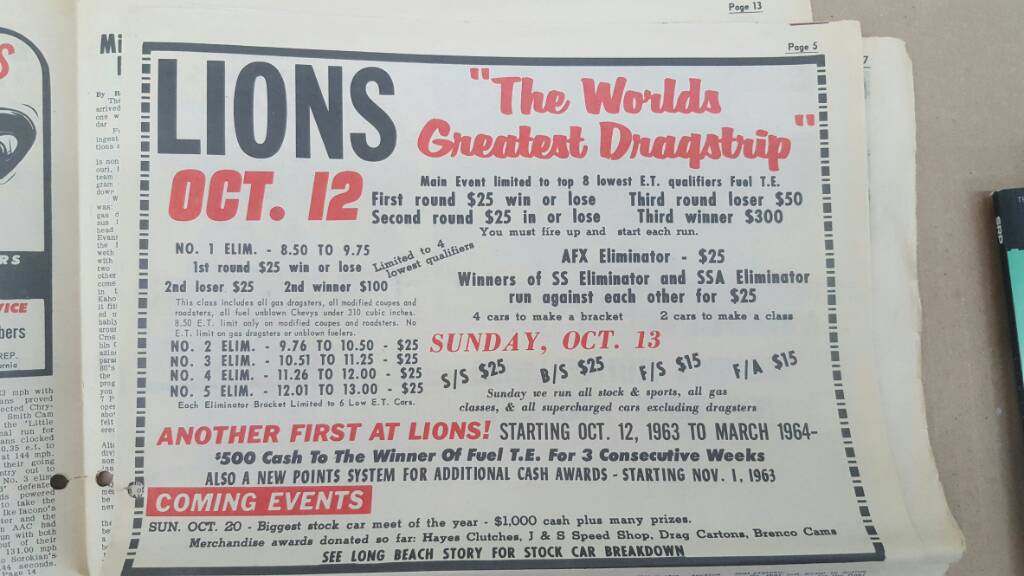 Page 13
Page 5
LIONS
"The Worlds
Greatest Dragstrip"
OCT. 12
Main Event limited to top 8 lowest E.T. qualifiers Fuel T.E.
First round $25 win or lose Third round loser $50
Second round $25 in or lose Third winner $300
You must fire up and start each run.
NO. 1 ELIM. - 8.50 TO 9.75
1st round $25 win or lose
2nd loser $25 2nd winner $100
Limited to 4
lowest qualifiers
This class includes all gas dragsters, all modified coupes and
roadsters, all fuel unblown Chevys under 310 cubic inches.
8.50 E.T. limit only on modified coupes and roadsters. No
E.T. limit on gas dragsters or unblown fuelers.
NO. 2 ELIM. - 9.76 TO 10.50 - $25
NO. 3 ELIM. - 10.51 TO 11.25 - $25
NO. 4 ELIM. - 11.26 TO 12.00 - $25
NO. 5 ELIM. - 12.01 TO 13.00 - $25
Each Eliminator Bracket Limited to 6 Low E.T. Cars.
AFX Eliminator - $25
Winners of SS Eliminator and SSA Eliminator
run against each other for $25
4 cars to make a bracket 2 cars to make a class
SUNDAY, OCT. 13
S/S $25 B/S $25 F/S $15 F/A $15
Sunday we run all stock & sports, all gas
classes, & all supercharged cars excluding dragsters
ANOTHER FIRST AT LIONS! STARTING OCT. 12, 1963 TO MARCH 1964-
$500 Cash To The Winner Of Fuel T.E. For 3 Consecutive Weeks
ALSO A NEW POINTS SYSTEM FOR ADDITIONAL CASH AWARDS - STARTING NOV. 1, 1963
COMING EVENTS
SUN. OCT. 20 - Biggest stock car meet of the year - $1,000 cash plus many prizes.
Merchandise awards donated so far: Hayes Clutches, J & S Speed Shop, Drag Cartons, Brenco Cams
SEE LONG BEACH STORY FOR STOCK CAR BREAKDOWN